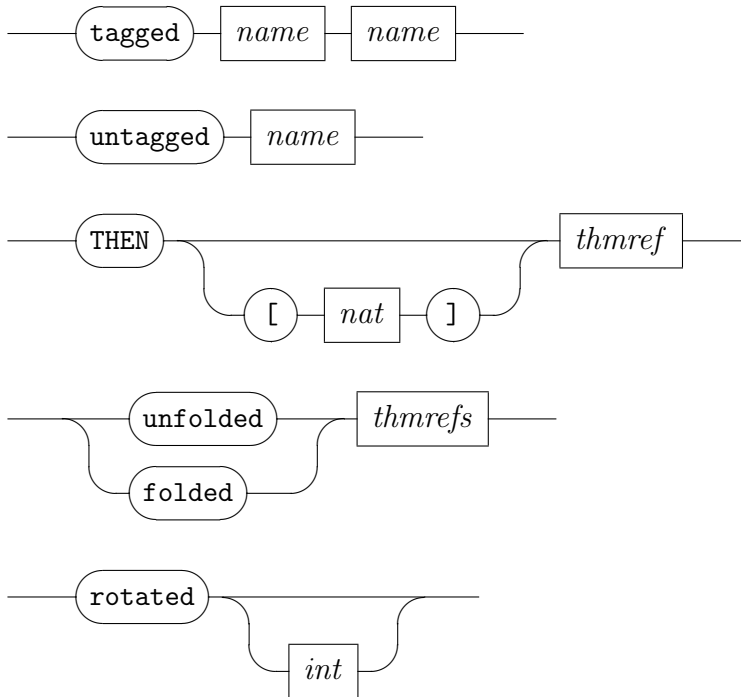 tagged name name
untagged name
THEN thmref
[ nat ]
unfolded thmrefs
folded
rotated
int